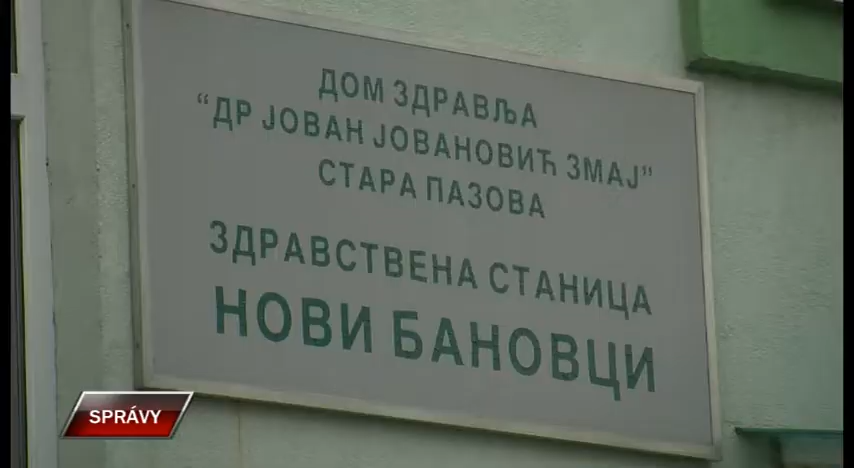 ДОМ ЗДРАВЉА
“ДР ЈОВАН ЈОВАНОВИЋ ЗМАЈ”
СТАРА ПАЗОВА
ЗДРАВСТВЕНА СТАНИЦА
НОВИ БАНОВЦИ
SPRÁVY